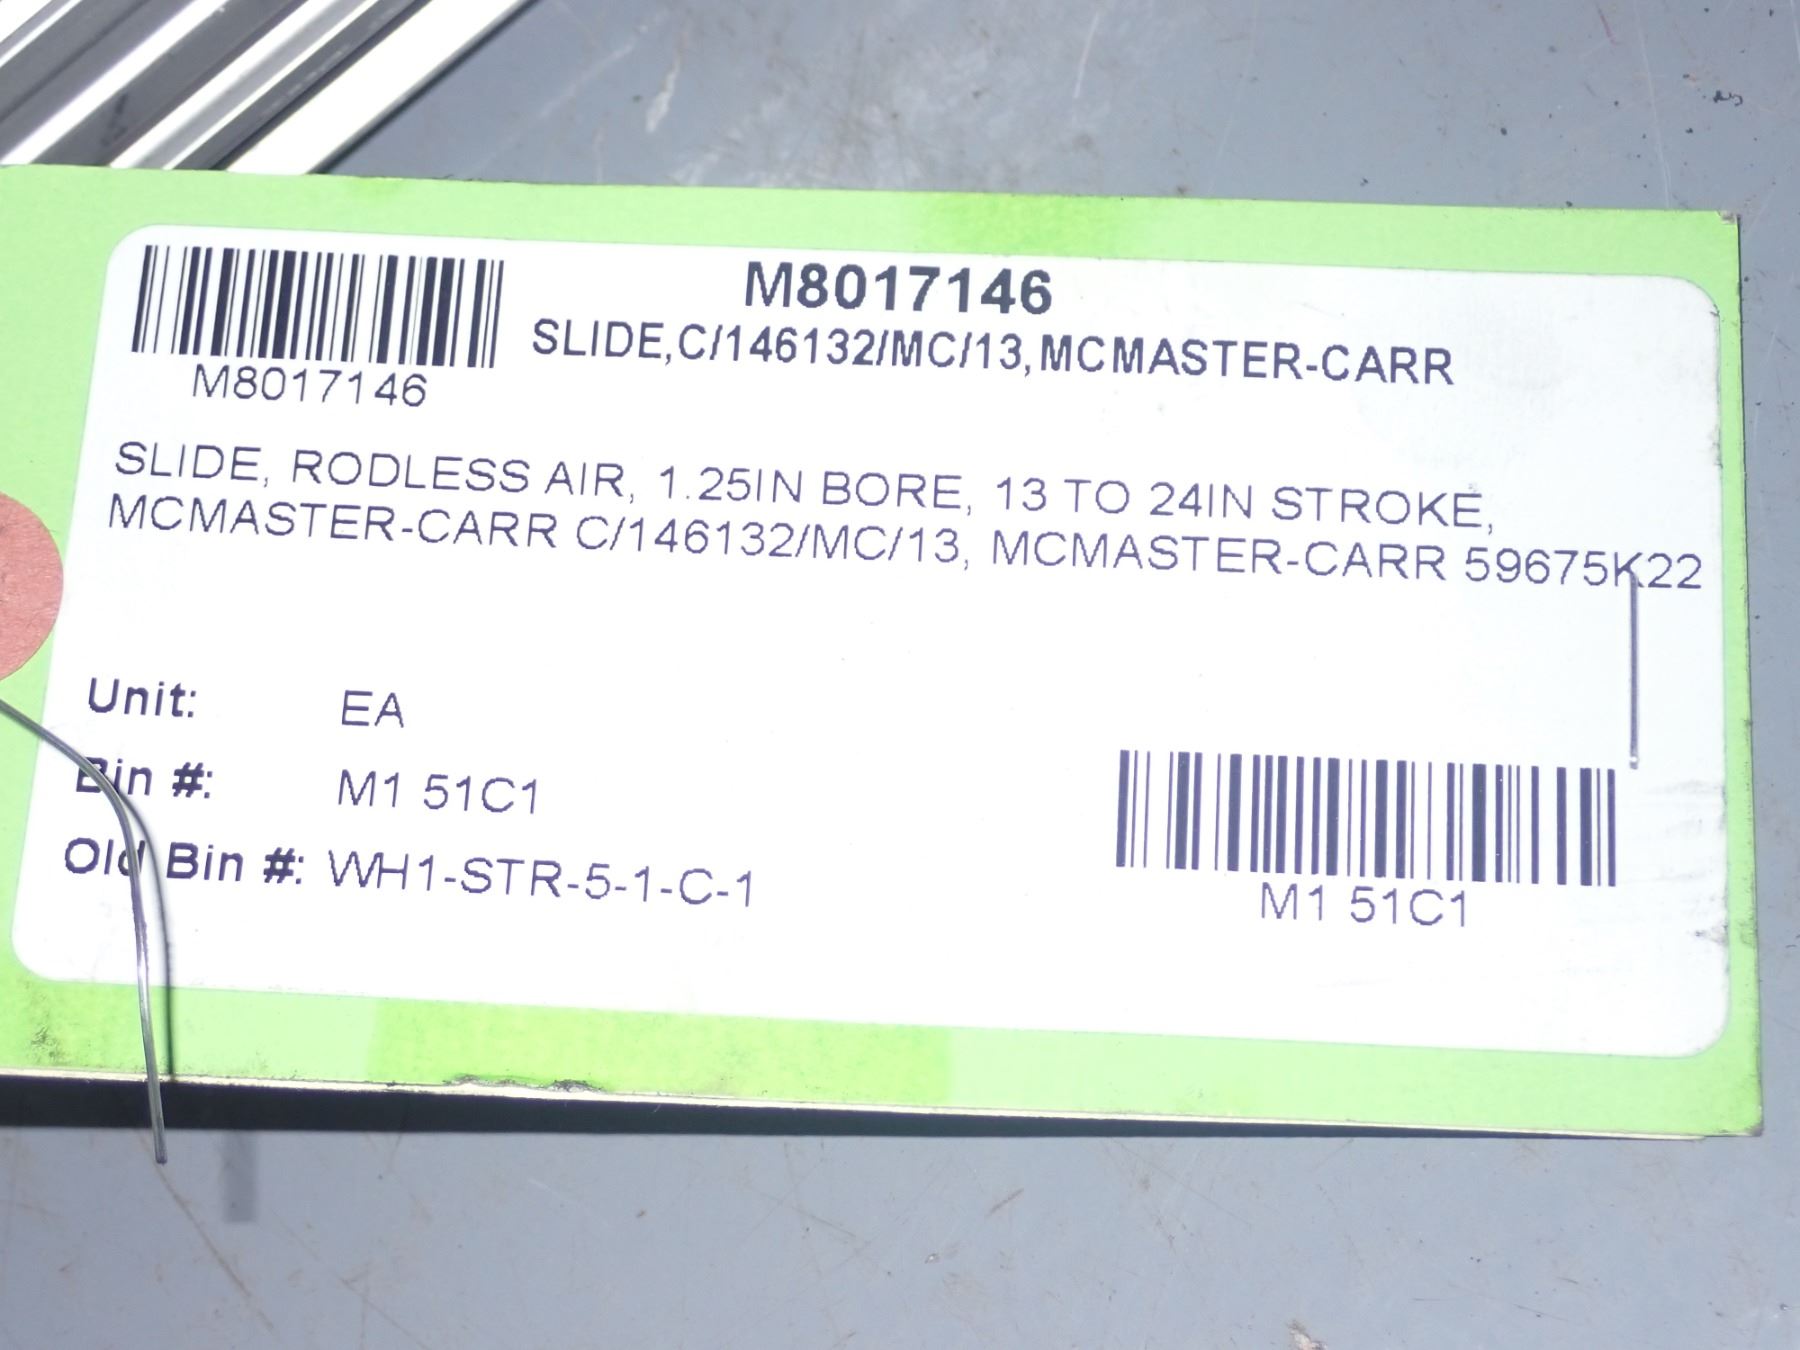 M8017146
SLIDE,C/146132/MC/13,MCMASTER-CARR
M8017146
SLIDE, RODLESS AIR, 1.25IN BORE, 13 TO 24IN STROKE,
MCMASTER-CARR C/146132/MC/13, MCMASTER-CARR 59675K22
Unit: EA
Bin #: M1 51C1
Old Bin #: WH1-STR-5-1-C-1
M1 51C1